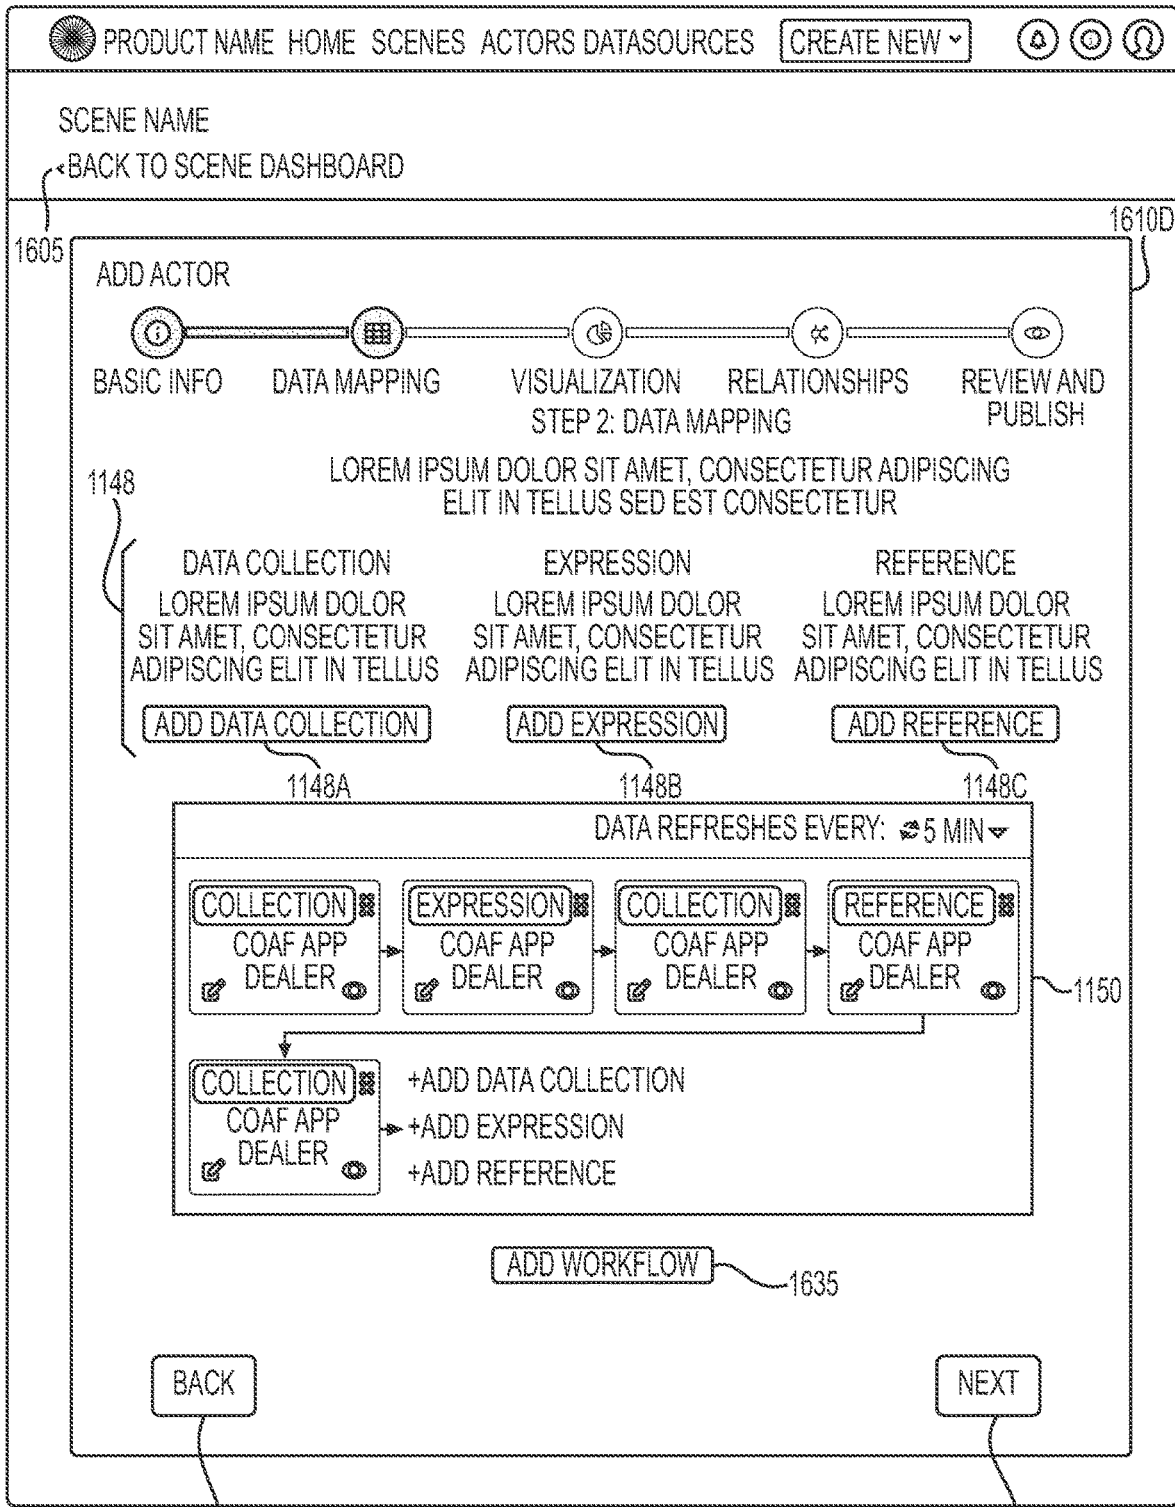 PRODUCT NAME HOME SCENES ACTORS DATASOURCES CREATE NEW
SCENE NAME
<BACK TO SCENE DASHBOARD
1605
1610D
ADD ACTOR
BASIC INFO DATA MAPPING VISUALIZATION RELATIONSHIPS REVIEW AND PUBLISH
STEP 2: DATA MAPPING
LOREM IPSUM DOLOR SIT AMET, CONSECTETUR ADIPISCING
ELIT IN TELLUS SED EST CONSECTETUR
1148
DATA COLLECTION EXPRESSION REFERENCE
LOREM IPSUM DOLOR LOREM IPSUM DOLOR LOREM IPSUM DOLOR
SIT AMET, CONSECTETUR SIT AMET, CONSECTETUR SIT AMET, CONSECTETUR
ADIPISCING ELIT IN TELLUS ADIPISCING ELIT IN TELLUS ADIPISCING ELIT IN TELLUS
ADD DATA COLLECTION ADD EXPRESSION ADD REFERENCE
1148A 1148B 1148C
DATA REFRESHES EVERY: 5 MIN
COLLECTION EXPRESSION COLLECTION REFERENCE
COAF APP COAF APP COAF APP COAF APP
DEALER DEALER DEALER DEALER
1150
COLLECTION +ADD DATA COLLECTION
COAF APP +ADD EXPRESSION
DEALER +ADD REFERENCE
ADD WORKFLOW
1635
BACK NEXT